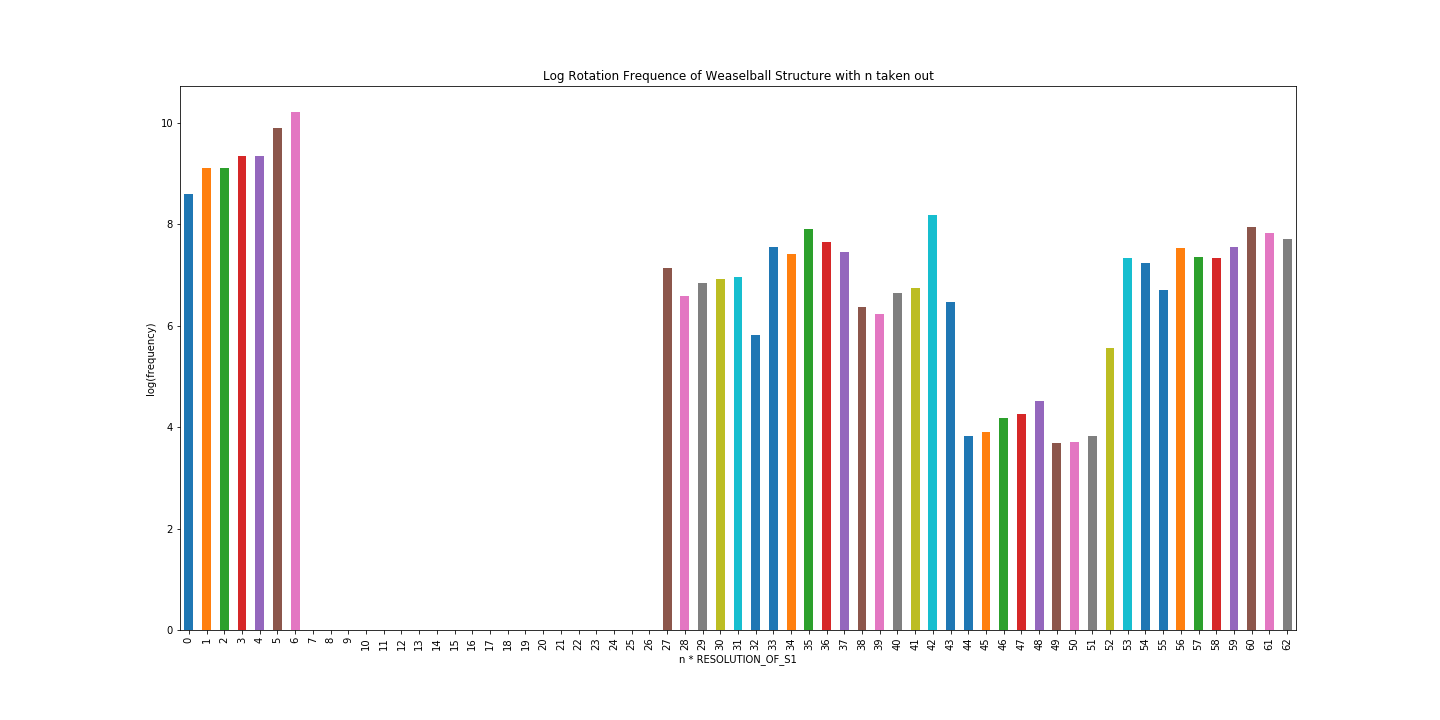 Log Rotation Frequence of Weaselball Structure with n taken out
log(frequency)
10
8
6
4
2
0
0 1 2 3 4 5 6 7 8 9 10 11 12 13 14 15 16 17 18 19 20 21 22 23 24 25 26 27 28 29 30 31 32 33 34 35 36 37 38 39 40 41 42 43 44 45 46 47 48 49 50 51 52 53 54 55 56 57 58 59 60 61 62
n * RESOLUTION_OF_S1